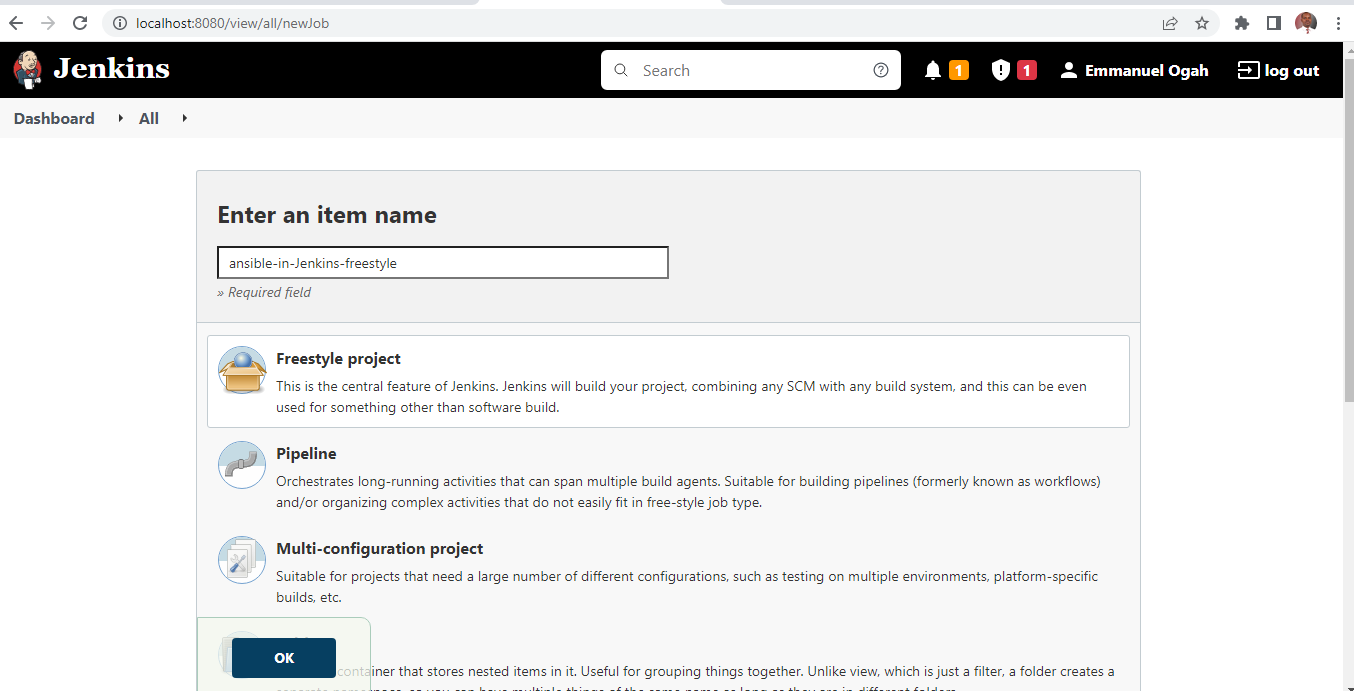 localhost:8080/view/all/newJob
Jenkins
Search
1
1
Emmanuel Ogah
log out
Dashboard
All
Enter an item name
ansible-in-Jenkins-freestyle
» Required field
Freestyle project
This is the central feature of Jenkins. Jenkins will build your project, combining any SCM with any build system, and this can be even
used for something other than software build.
Pipeline
Orchestrates long-running activities that can span multiple build agents. Suitable for building pipelines (formerly known as workflows)
and/or organizing complex activities that do not easily fit in free-style job type.
Multi-configuration project
Suitable for projects that need a large number of different configurations, such as testing on multiple environments, platform-specific
builds, etc.
OK
container that stores nested items in it. Useful for grouping things together. Unlike view, which is just a filter, a folder creates a